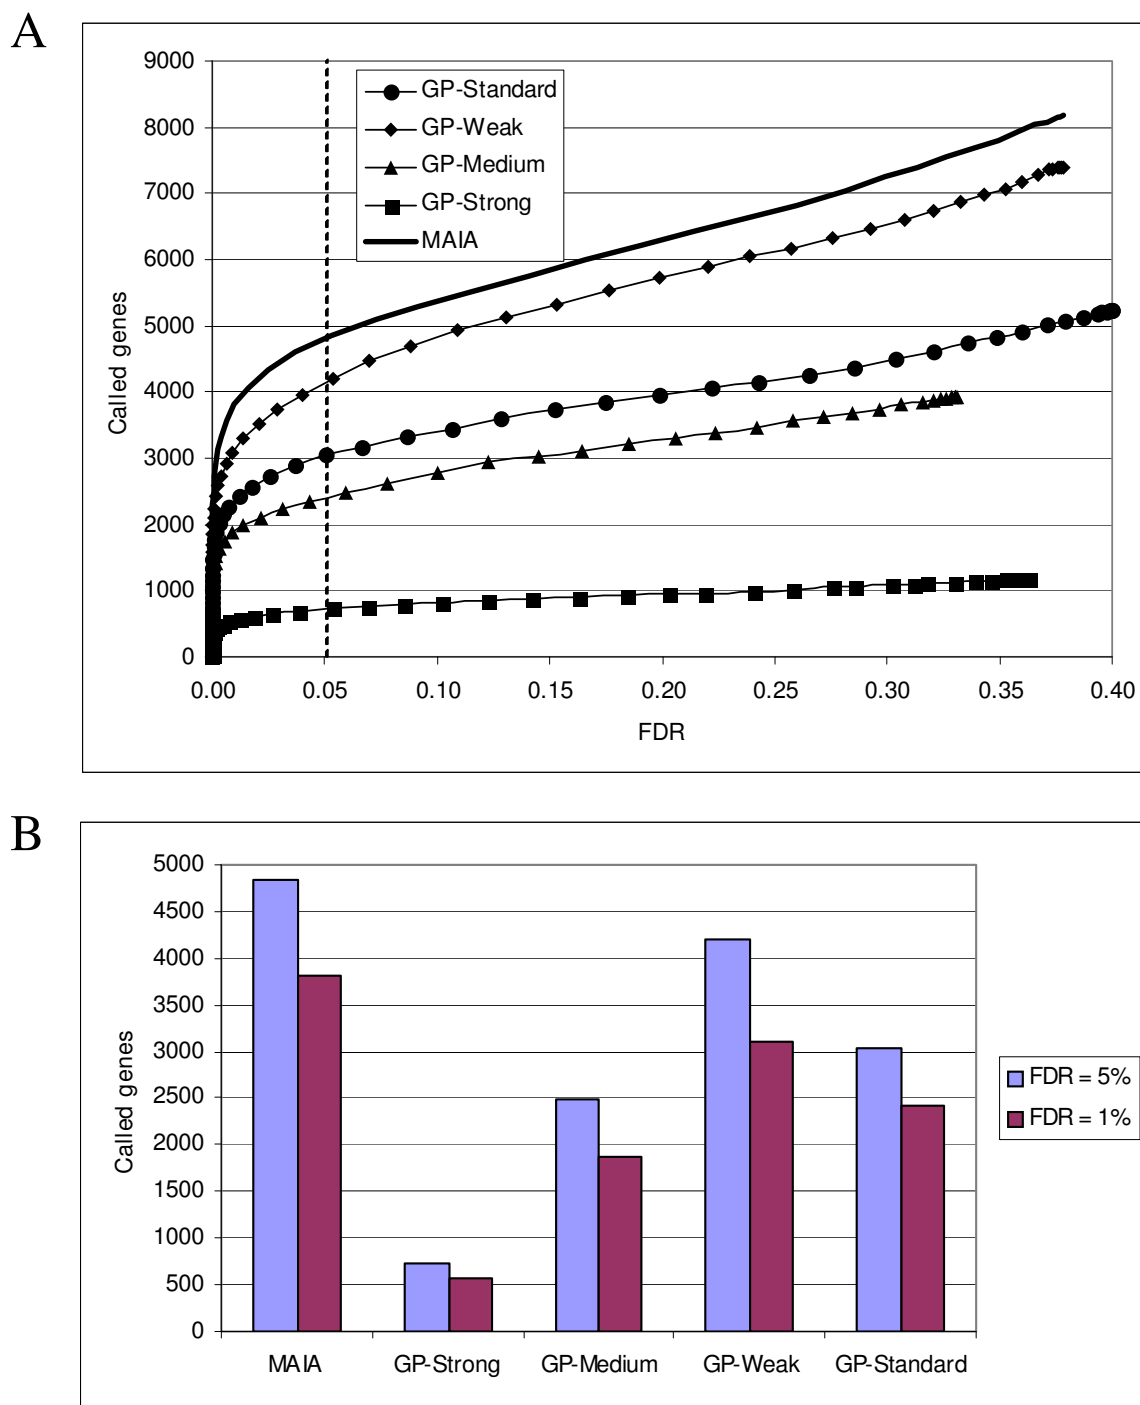 A
9000
8000
7000
6000
5000
4000
3000
2000
1000
0
Called genes
GP-Standard
GP-Weak
GP-Medium
GP-Strong
MAIA
0.00 0.05 0.10 0.15 0.20 0.25 0.30 0.35 0.40
FDR
B
5000
4500
4000
3500
3000
2500
2000
1500
1000
500
0
Called genes
MAIA GP-Strong GP-Medium GP-Weak GP-Standard
FDR = 5%
FDR = 1%